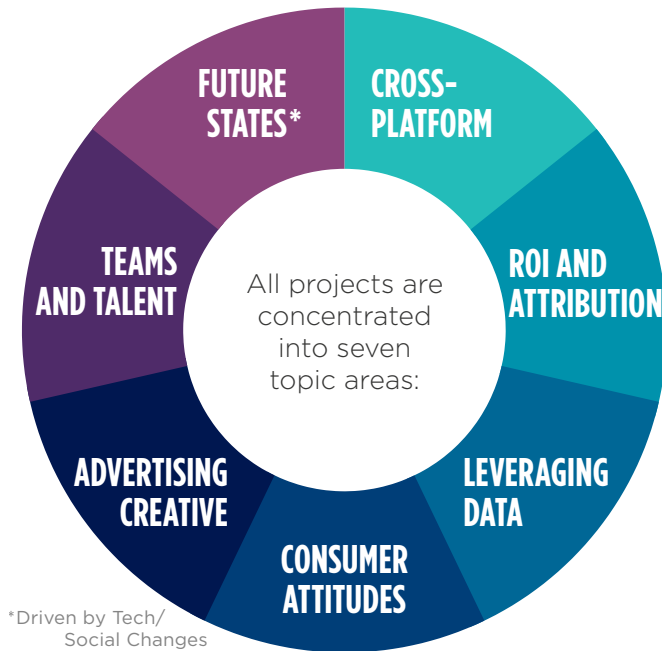 FUTURE
STATES*
CROSS-
PLATFORM
TEAMS
AND TALENT
All projects are
concentrated
into seven
topic areas:
ROI AND
ATTRIBUTION
ADVERTISING
CREATIVE
LEVERAGING
DATA
CONSUMER
ATTITUDES
*Driven by Tech/
Social Changes